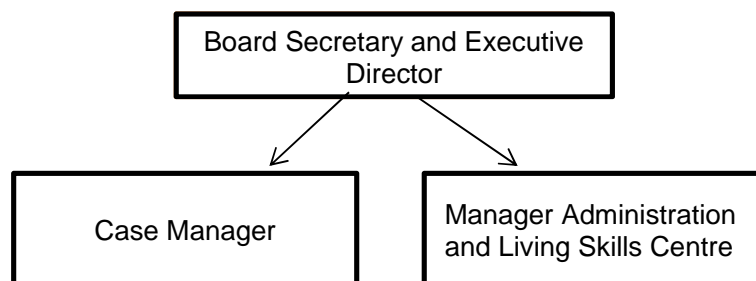 Board Secretary and Executive
Director
Case Manager
Manager Administration
and Living Skills Centre